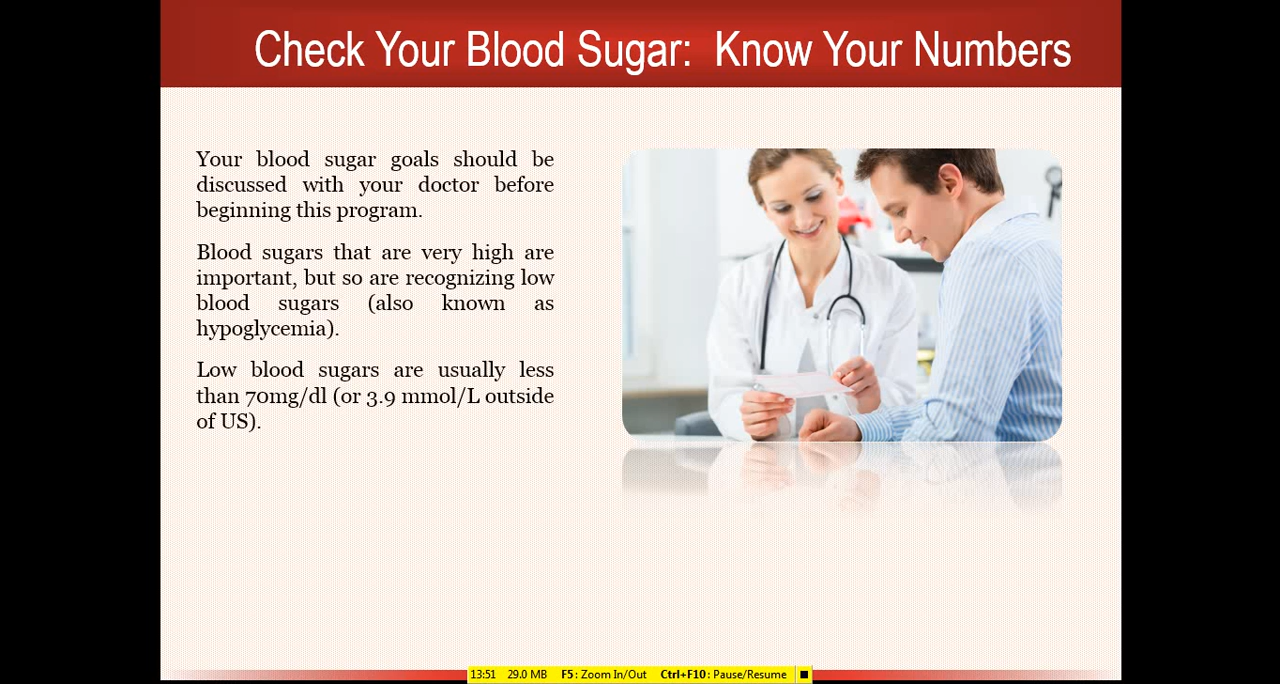 Check Your Blood Sugar:  Know Your Numbers
Your blood sugar goals should be
discussed with your doctor before
beginning this program.
Blood sugars that are very high are
important, but so are recognizing low
blood sugars (also known as
hypoglycemia).
Low blood sugars are usually less
than 70mg/dl (or 3.9 mmol/L outside
of US).
13:51 29.0 MB F5: Zoom In/Out Ctrl+F10: Pause/Resume